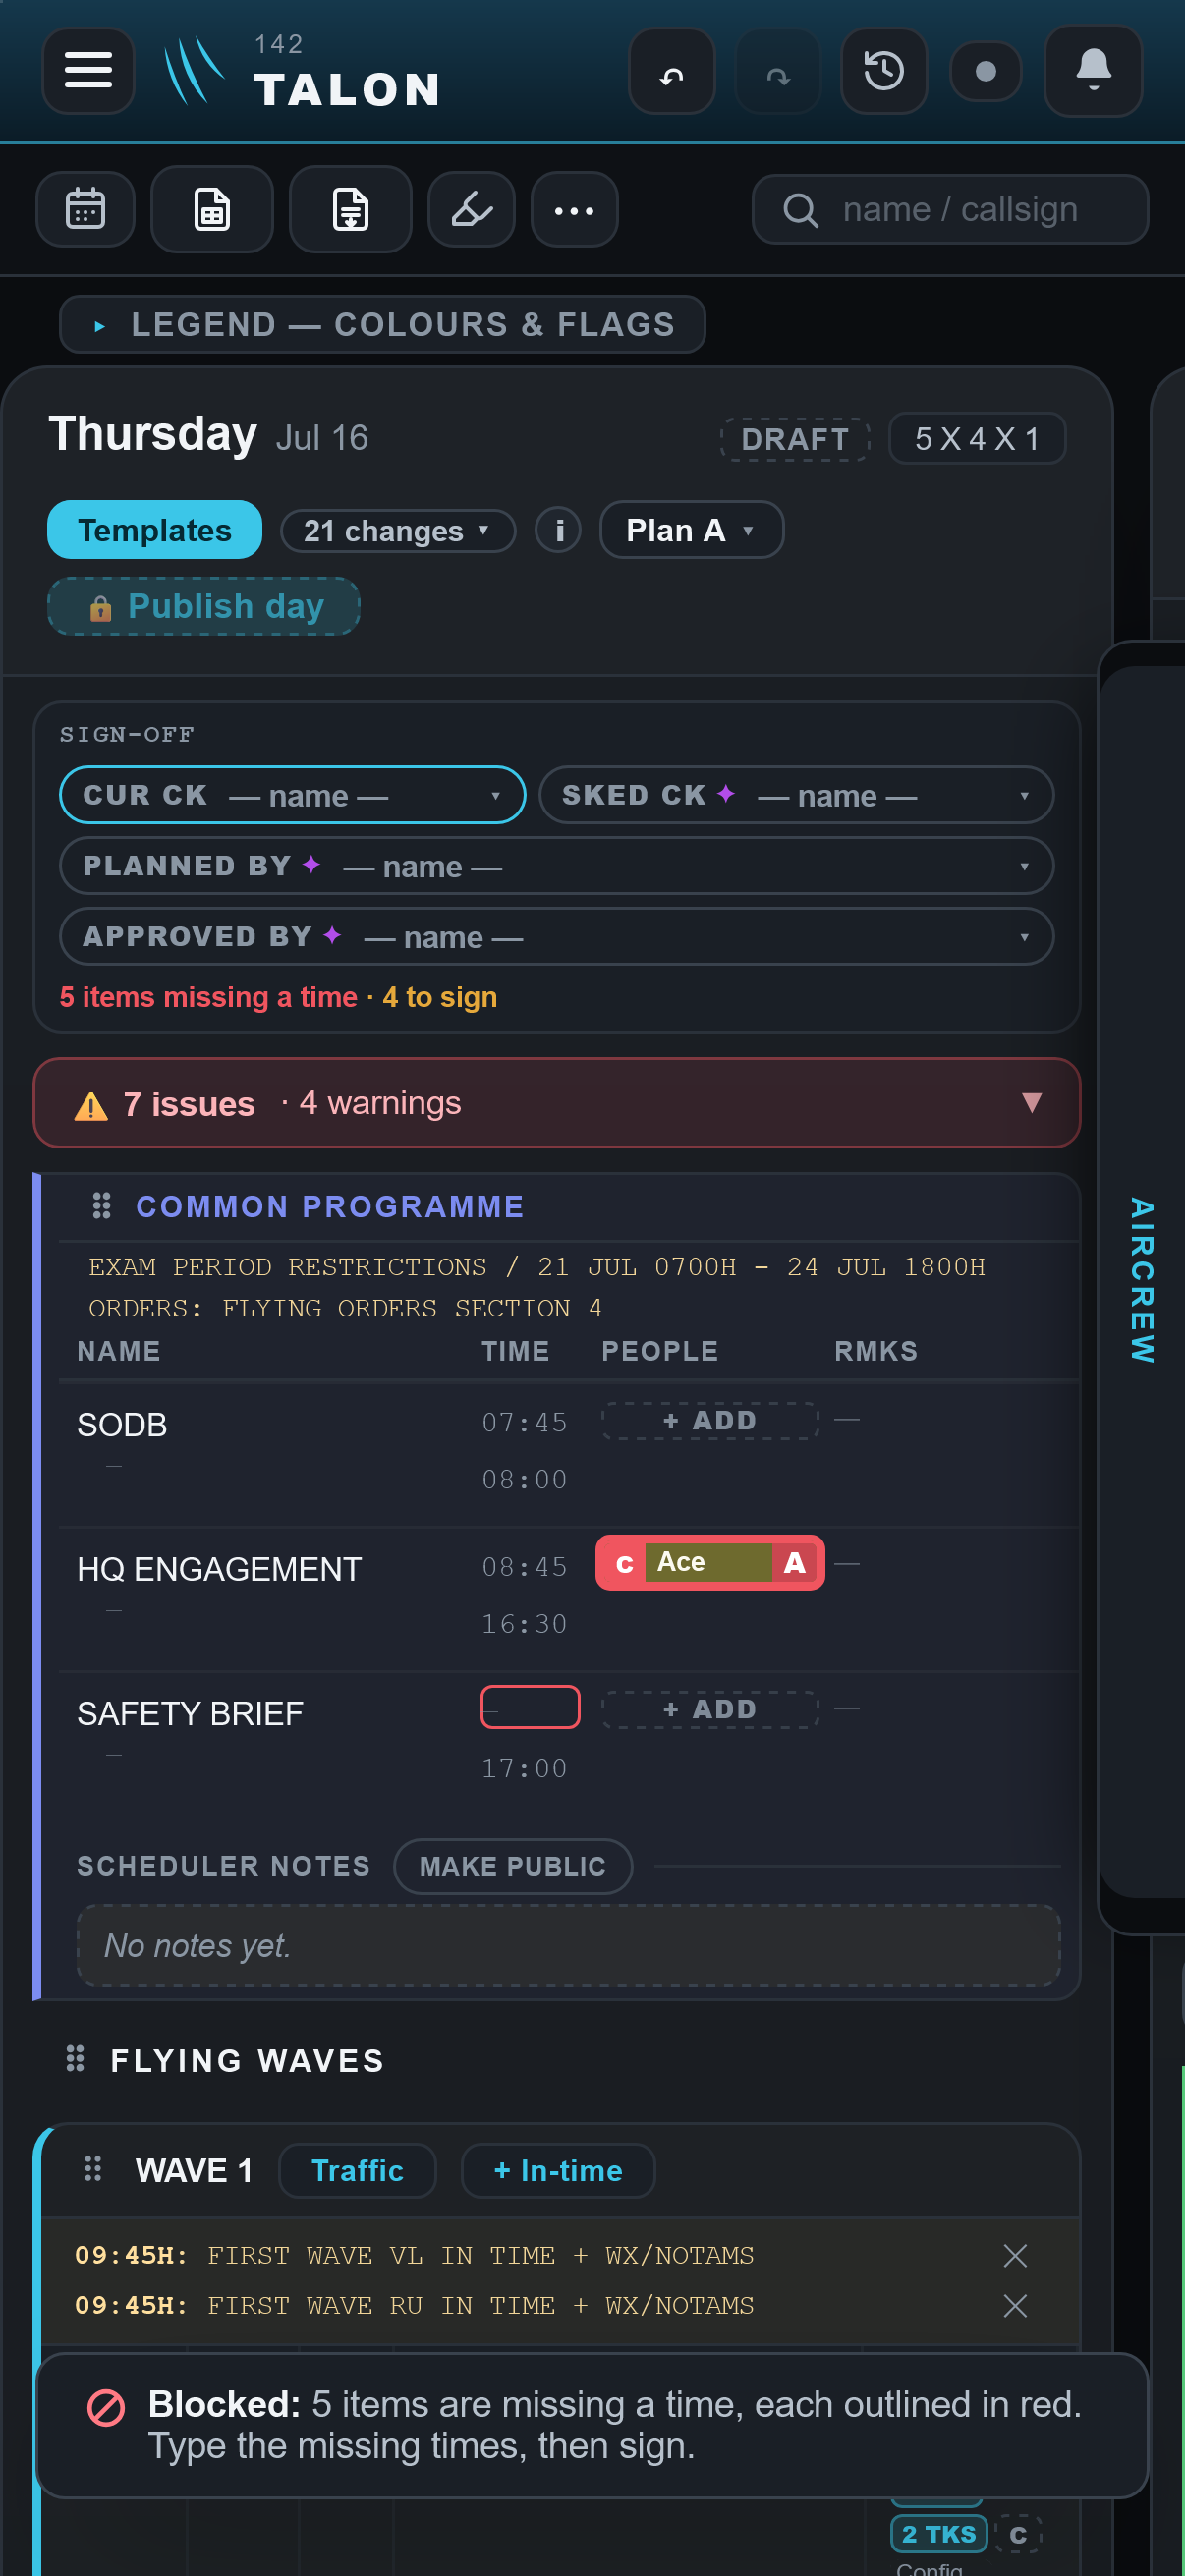 142
TALON
name / callsign
LEGEND — COLOURS & FLAGS
Thursday Jul 16 DRAFT 5 X 4 X 1
Templates 21 changes ▾ i Plan A ▾
Publish day
SIGN-OFF
CUR CK — name — ▾ SKED CK ✦ — name — ▾
PLANNED BY ✦ — name — ▾
APPROVED BY ✦ — name — ▾
5 items missing a time · 4 to sign
7 issues · 4 warnings ▼
COMMON PROGRAMME
EXAM PERIOD RESTRICTIONS / 21 JUL 0700H - 24 JUL 1800H
ORDERS: FLYING ORDERS SECTION 4
NAME TIME PEOPLE RMKS
SODB 07:45 + ADD —
— 08:00
HQ ENGAGEMENT 08:45 C Ace A —
— 16:30
SAFETY BRIEF — + ADD —
— 17:00
SCHEDULER NOTES MAKE PUBLIC
No notes yet.
AIRCREW
FLYING WAVES
WAVE 1 Traffic + In-time
09:45H: FIRST WAVE VL IN TIME + WX/NOTAMS
09:45H: FIRST WAVE RU IN TIME + WX/NOTAMS
Blocked: 5 items are missing a time, each outlined in red.
Type the missing times, then sign.
2 TKS C
Config